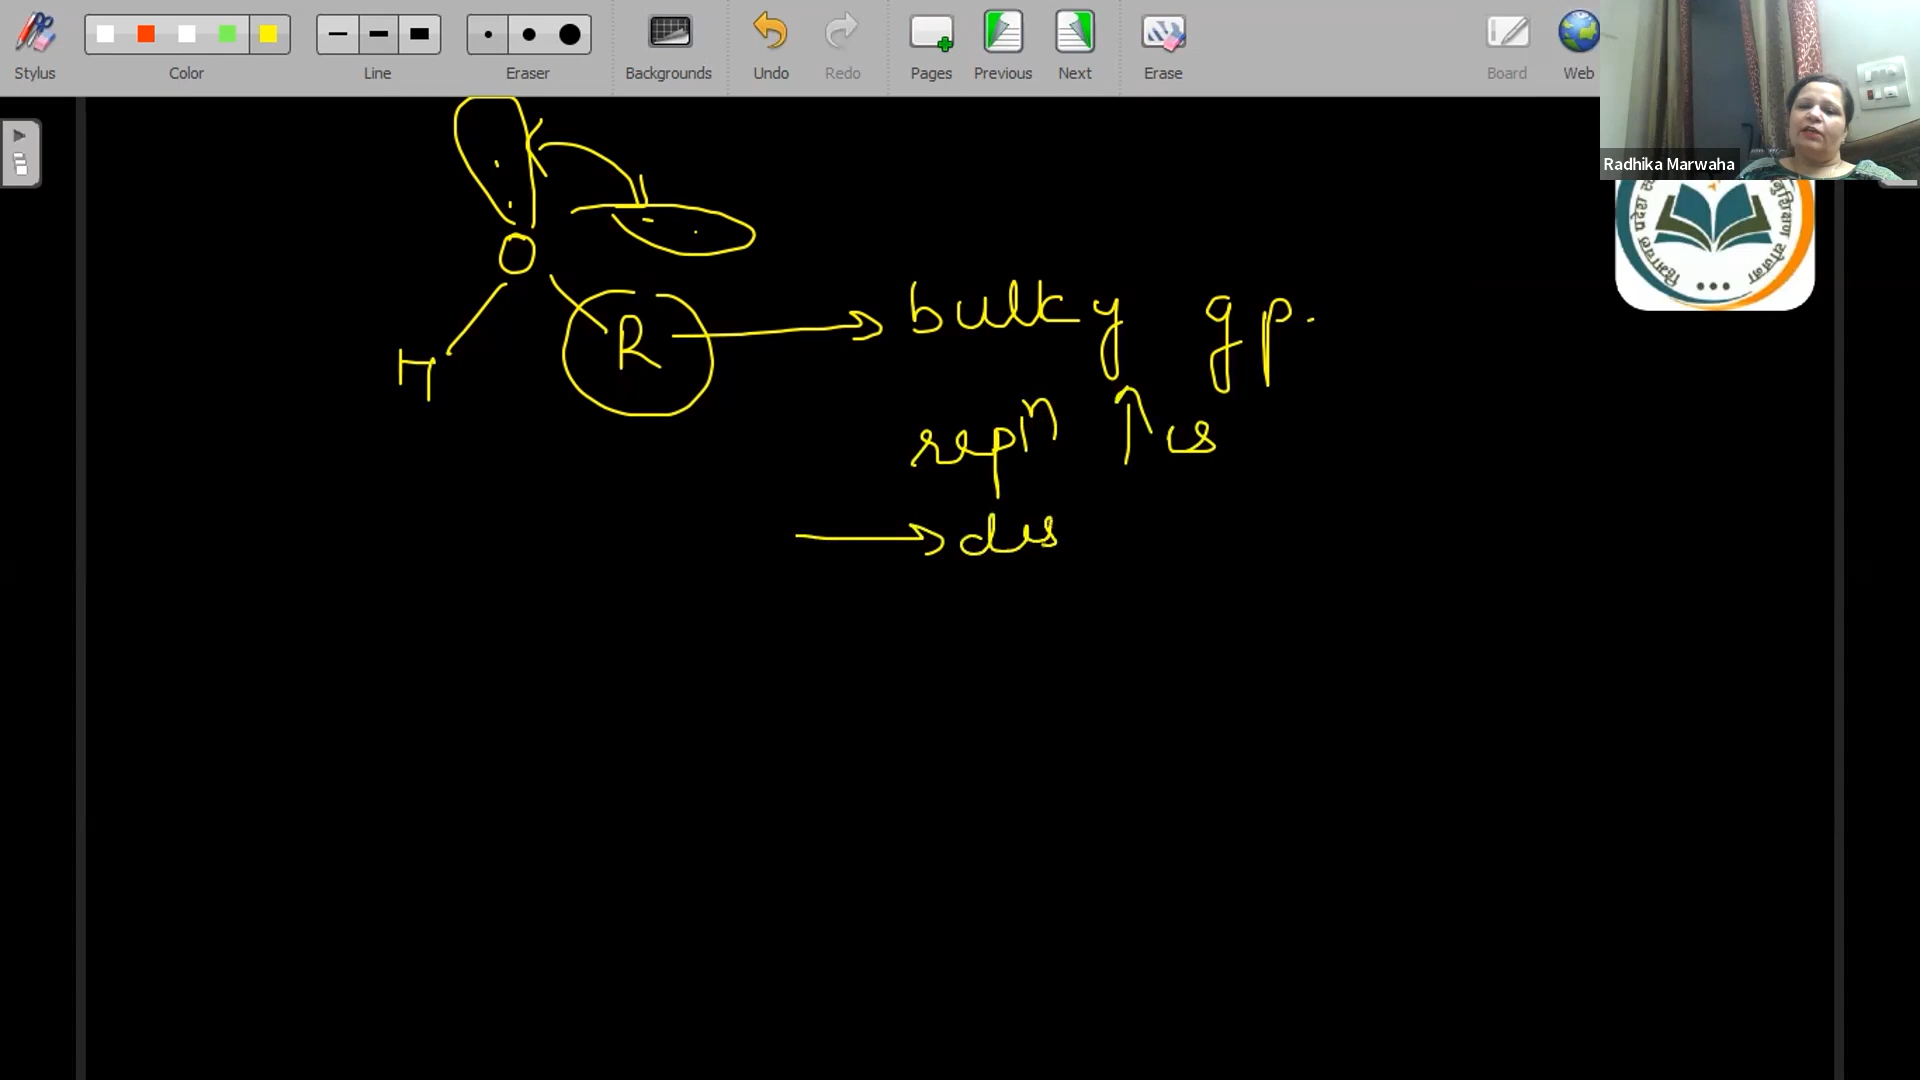 Stylus
Color
Line
Eraser
Backgrounds
Undo
Redo
Pages
Previous
Next
Erase
Board
Web
Radhika Marwaha
O
H
R → bulky gp.
repⁿ ↑ es
→ des